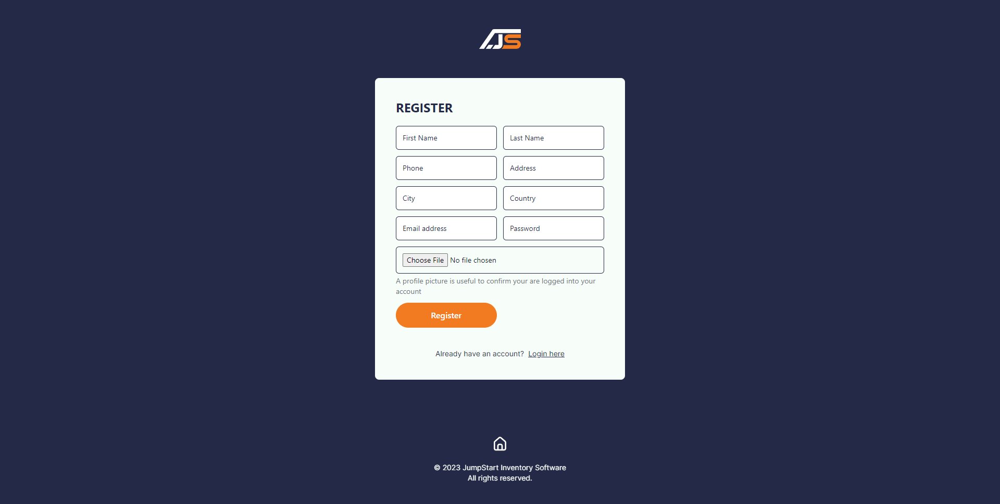 JS
REGISTER
First Name
Last Name
Phone
Address
City
Country
Email address
Password
Choose File No file chosen
A profile picture is useful to confirm your are logged into your
account
Register
Already have an account? Login here
© 2023 JumpStart Inventory Software
All rights reserved.